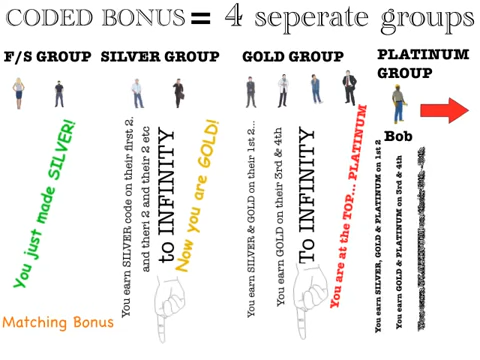 CODED BONUS = 4 seperate groups
F/S GROUP
SILVER GROUP
GOLD GROUP
PLATINUM
GROUP
Bob
You just made SILVER!
You earn SILVER code on their first 2.
and theri 2 and their 2 etc
to INFINITY
Now you are GOLD!
You earn SILVER & GOLD on their 1st 2...
You earn GOLD on their 3rd & 4th
To INFINITY
You are at the TOP... PLATINUM
You earn SILVER, GOLD & PLATINUM on 1st 2
You earn GOLD & PLATINUM on 3rd & 4th
Matching Bonus